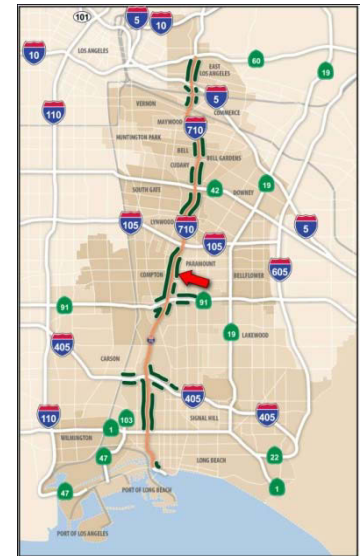 101
5
10
10
5
10
LOS ANGELES
EAST
LOS ANGELES
60
19
VERNON
5
110
COMMERCE
MAYWOOD
710
HUNTINGTON PARK
BELL
BELL GARDENS
CUDAHY
19
SOUTH GATE
42
DOWNEY
105
LYNWOOD
710
5
105
PARAMOUNT
605
COMPTON
BELLFLOWER
91
91
19
LAKEWOOD
405
CARSON
405
405
110
103
SIGNAL HILL
1
WILMINGTON
47
LONG BEACH
22
47
PORT OF LONG BEACH
1
PORT OF LOS ANGELES